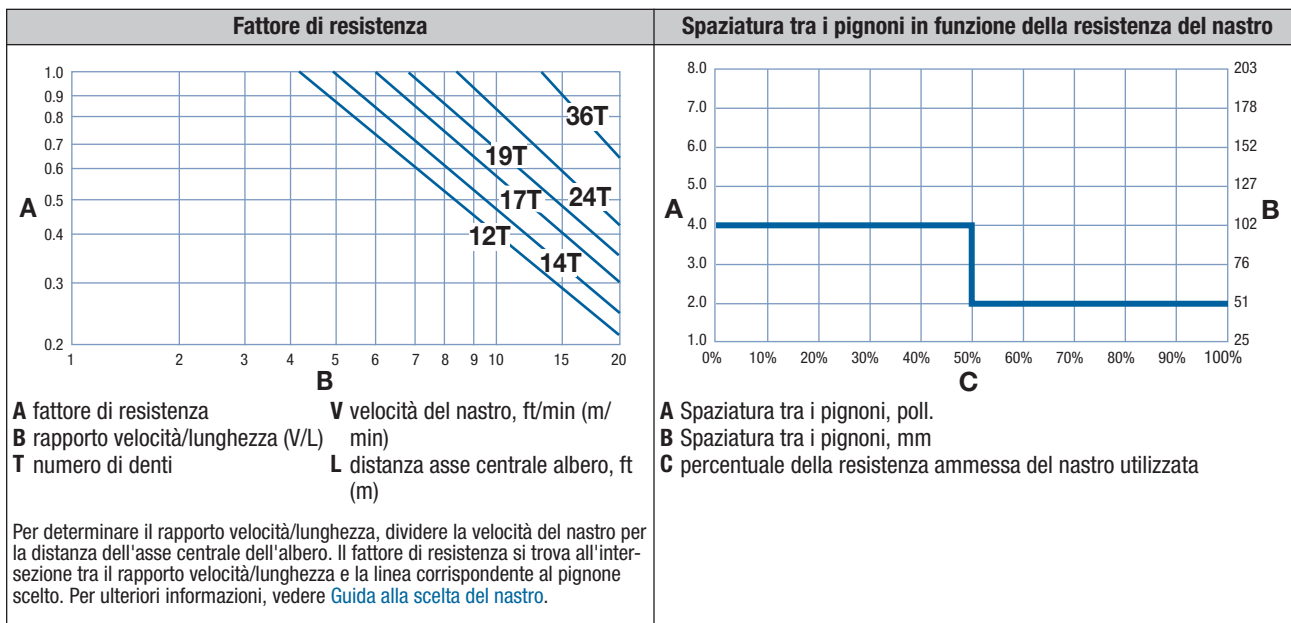 Fattore di resistenza
1.0
0.9
0.8
0.7
0.6
0.5
0.4
0.3
0.2
A
36T
19T
24T
17T
12T
14T
1 2 3 4 5 6 7 8 9 10 15 20
B
A fattore di resistenza
B rapporto velocità/lunghezza (V/L)
T numero di denti
V velocità del nastro, ft/min (m/
min)
L distanza asse centrale albero, ft
(m)
Per determinare il rapporto velocità/lunghezza, dividere la velocità del nastro per
la distanza dell'asse centrale dell'albero. Il fattore di resistenza si trova all'inter-
sezione tra il rapporto velocità/lunghezza e la linea corrispondente al pignone
scelto. Per ulteriori informazioni, vedere Guida alla scelta del nastro.
Spaziatura tra i pignoni in funzione della resistenza del nastro
8.0
7.0
6.0
5.0
4.0
3.0
2.0
1.0
A
203
178
152
127
102
76
51
25
B
0% 10% 20% 30% 40% 50% 60% 70% 80% 90% 100%
C
A Spaziatura tra i pignoni, poll.
B Spaziatura tra i pignoni, mm
C percentuale della resistenza ammessa del nastro utilizzata